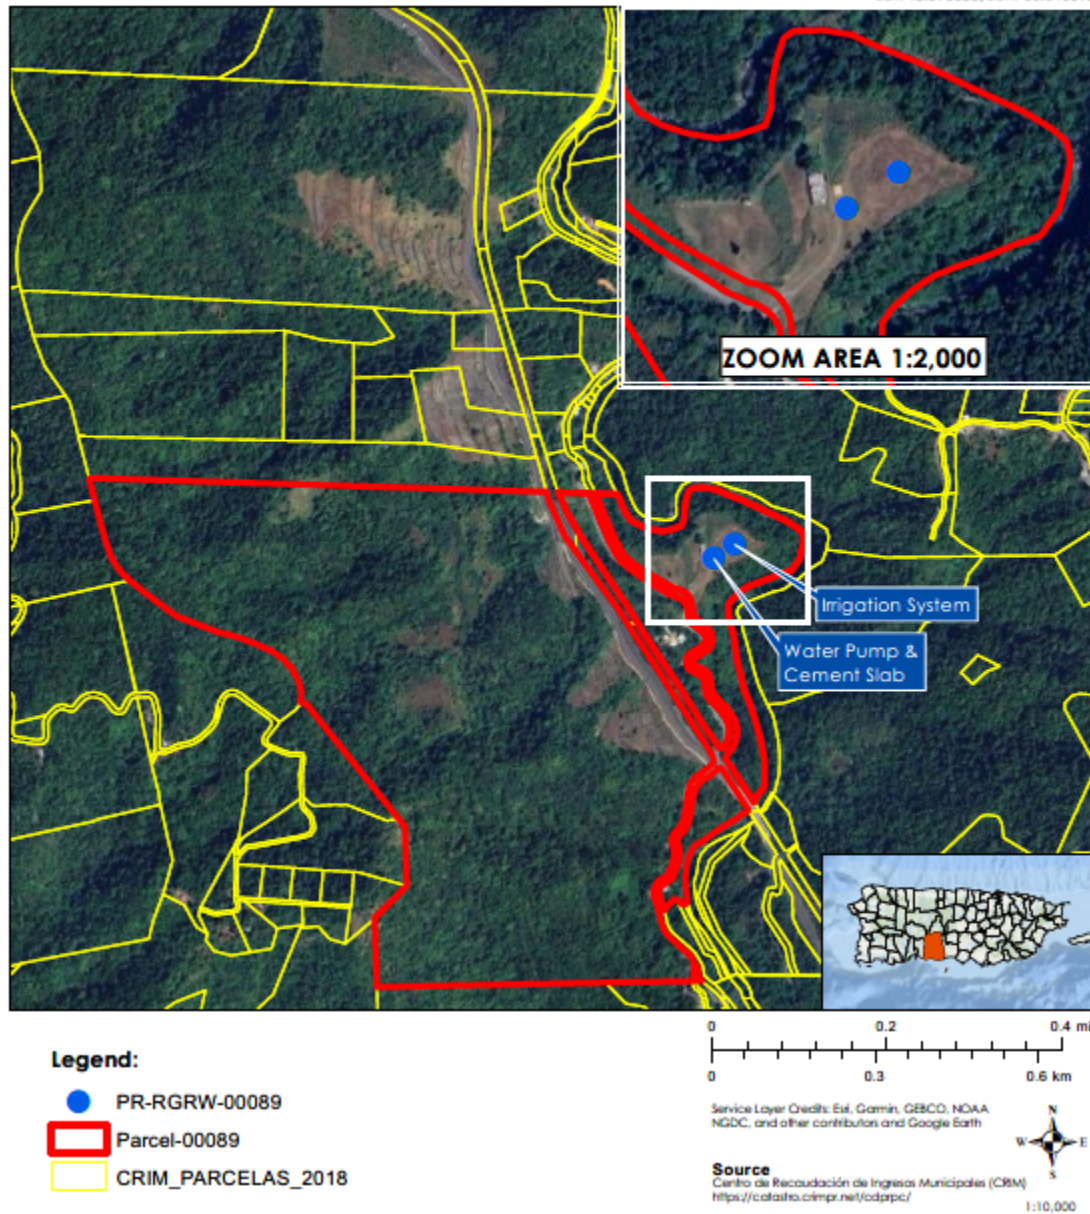 ZOOM AREA 1:2,000
Irrigation System
Water Pump &
Cement Slab
0 0.2 0.4 mi
0 0.3 0.6 km
Legend:
PR-RGRW-00089
Parcel-00089
CRIM_PARCELAS_2018
Service Layer Credits: Esri, Garmin, GEBCO, NOAA
NGDC, and other contributors and Google Earth
N
W E
S
Source
Centro de Recaudación de Ingresos Municipales (CRIM)
https://catastro.crimpr.net/cdprpc/
1:10,000